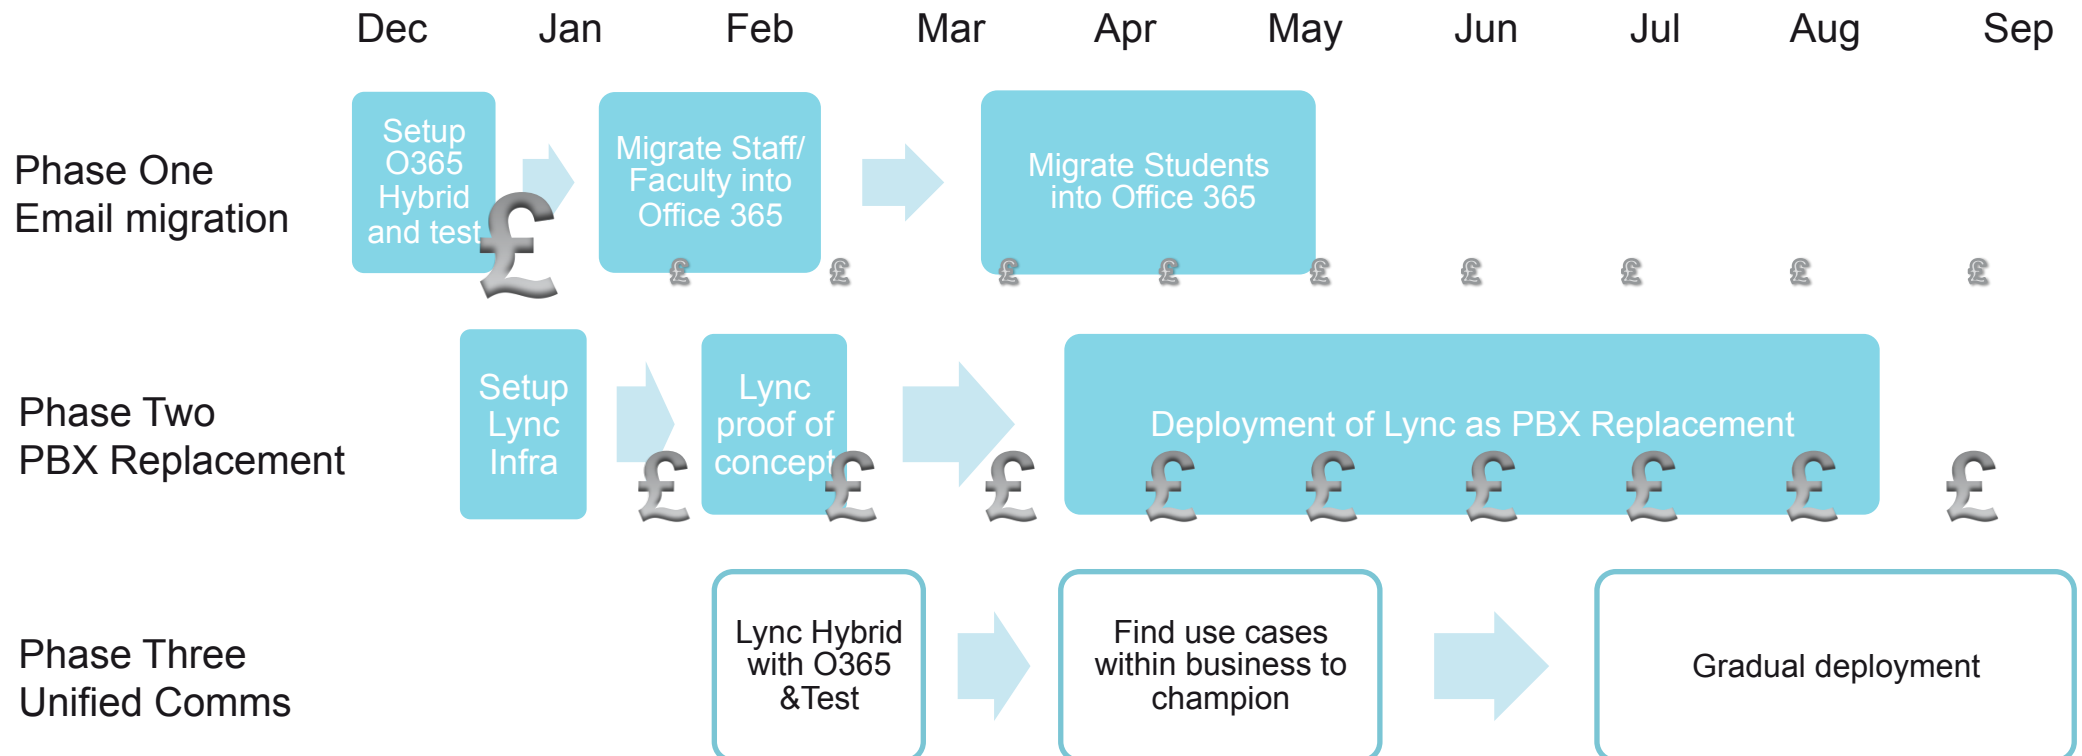 Dec Jan Feb Mar Apr May Jun Jul Aug Sep
Phase One
Email migration
Setup
O365
Hybrid
and test
£
Migrate Staff/
Faculty into
Office 365
Migrate Students
into Office 365
£ £ £ £ £ £ £ £ £
Phase Two
PBX Replacement
Setup
Lync
Infra
Lync
proof of
concept
Deployment of Lync as PBX Replacement
£ £ £ £ £ £ £ £ £
Phase Three
Unified Comms
Lync Hybrid
with O365
&Test
Find use cases
within business to
champion
Gradual deployment